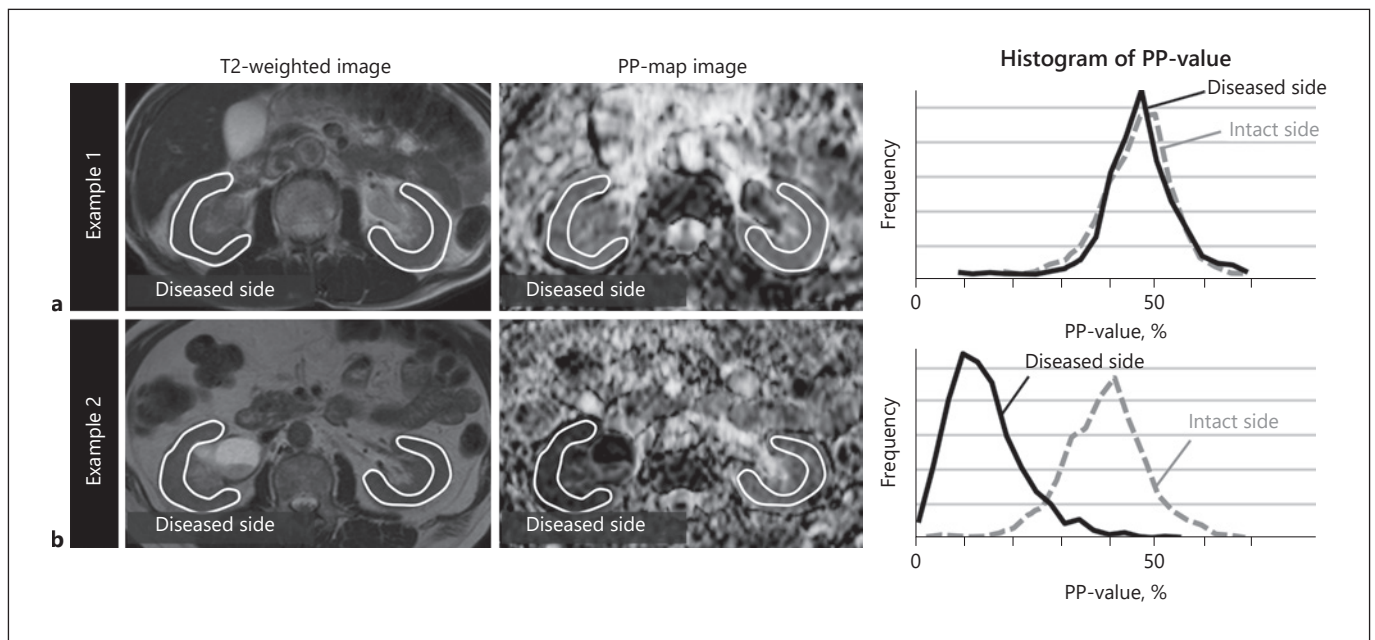 T2-weighted image
PP-map image
Histogram of PP-value
Example 1
Diseased side
Diseased side
a
Diseased side
Intact side
Frequency
0
50
PP-value, %
Example 2
Diseased side
Diseased side
b
Diseased side
Intact side
Frequency
0
50
PP-value, %